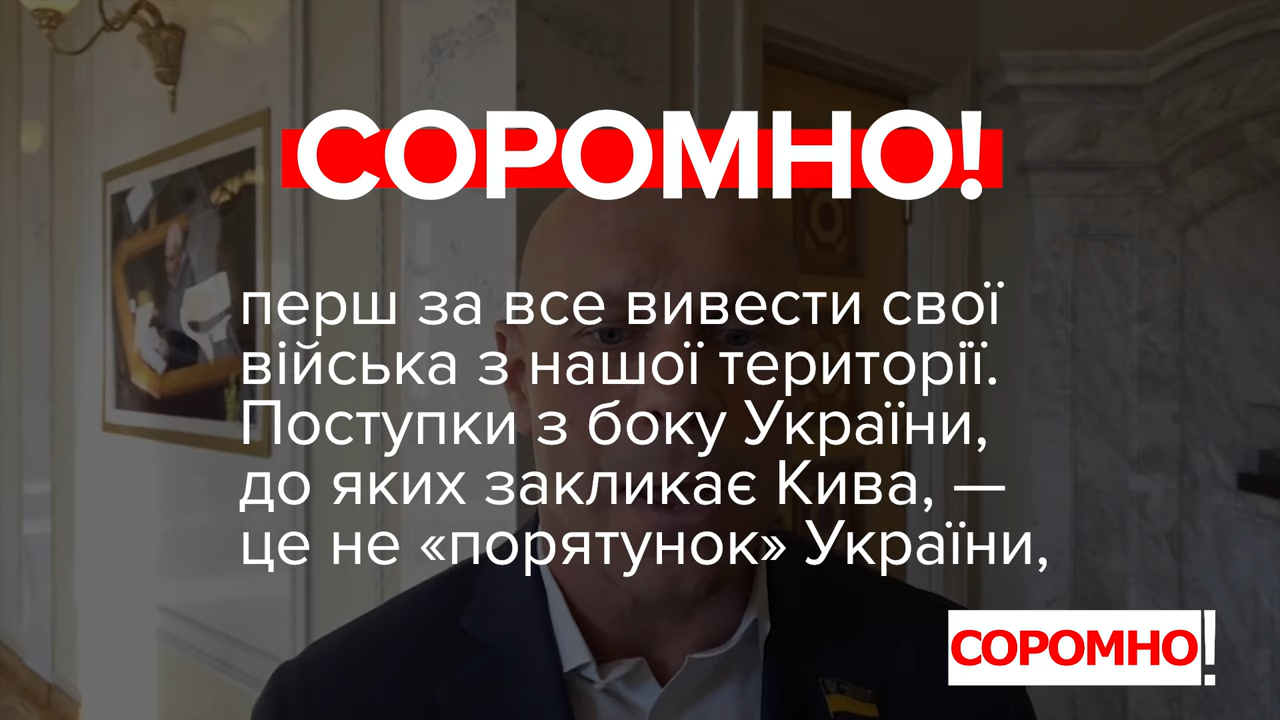 СОРОМНО!
перш за все вивести свої
війська з нашої території.
Поступки з боку України,
до яких закликає Кива, —
це не «порятунок» України,
СОРОМНО!